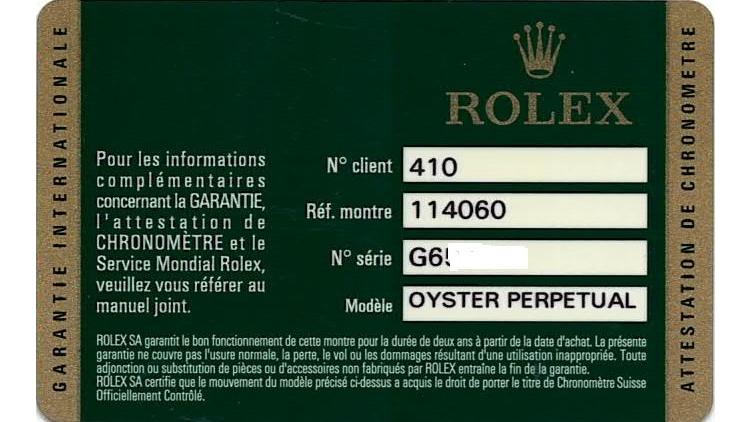 GARANTIE INTERNATIONALE
ROLEX
Pour les informations
complémentaires
concernant la GARANTIE,
l'attestation de
CHRONOMÈTRE et le
Service Mondial Rolex,
veuillez vous référer au
manuel joint.
N° client 410
Réf. montre 114060
N° série
Modèle OYSTER PERPETUAL
ROLEX SA garantit le bon fonctionnement de cette montre pour la durée de deux ans à partir de la date d'achat. La présente
garantie ne couvre pas l'usure normale, la perte, le vol ou les dommages résultant d'une utilisation inappropriée. Toute
adjonction ou substitution de pièces ou d'accessoires non fabriqués par ROLEX entraîne la fin de la garantie.
ROLEX SA certifie que le mouvement du modèle précisé ci-dessus a acquis le droit de porter le titre de Chronomètre Suisse
Officiellement Contrôlé.
ATTESTATION DE CHRONOMETRE